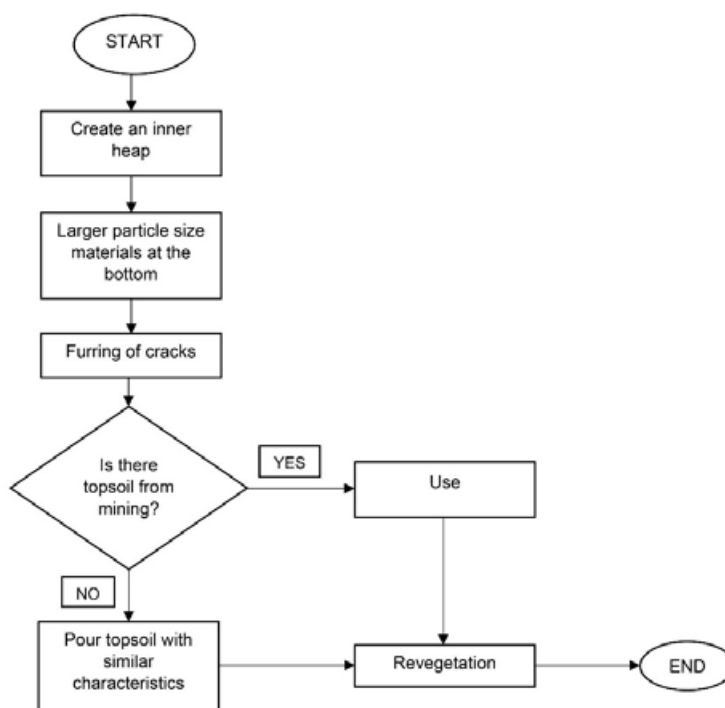 START
Create an inner
heap
Larger particle size
materials at the
bottom
Furring of cracks
Is there
topsoil from
mining?
YES
Use
NO
Pour topsoil with
similar
characteristics
Revegetation
END